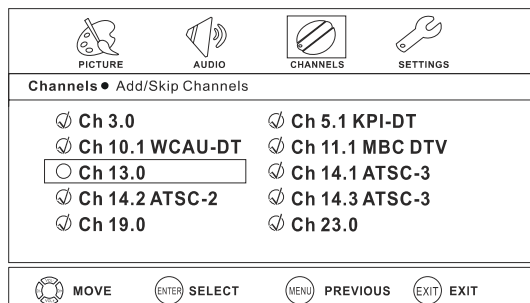 PICTURE AUDIO CHANNELS SETTINGS
Channels ● Add/Skip Channels
Ch 3.0 Ch 5.1 KPI-DT
Ch 10.1 WCAU-DT Ch 11.1 MBC DTV
Ch 13.0 Ch 14.1 ATSC-3
Ch 14.2 ATSC-2 Ch 14.3 ATSC-3
Ch 19.0 Ch 23.0
MOVE ENTER SELECT MENU PREVIOUS EXIT EXIT